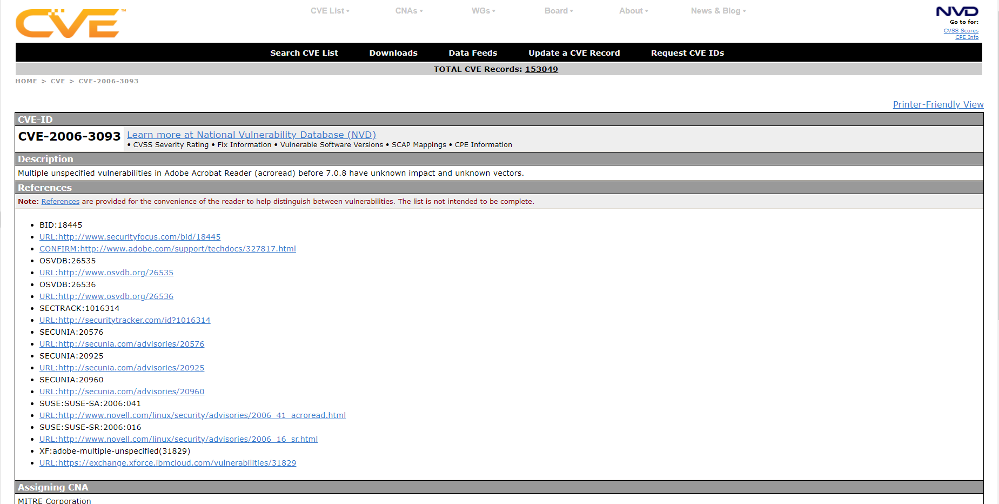 CVE™
CVE List▾ CNAs▾ WGs▾ Board▾ About▾ News & Blog▾
NVD
Go to for:
CVSS Scores
CPE Info
Search CVE List Downloads Data Feeds Update a CVE Record Request CVE IDs
TOTAL CVE Records: 153049
HOME > CVE > CVE-2006-3093
Printer-Friendly View
CVE-ID
CVE-2006-3093 Learn more at National Vulnerability Database (NVD)
• CVSS Severity Rating • Fix Information • Vulnerable Software Versions • SCAP Mappings • CPE Information
Description
Multiple unspecified vulnerabilities in Adobe Acrobat Reader (acroread) before 7.0.8 have unknown impact and unknown vectors.
References
Note: References are provided for the convenience of the reader to help distinguish between vulnerabilities. The list is not intended to be complete.
• BID:18445
• URL:http://www.securityfocus.com/bid/18445
• CONFIRM:http://www.adobe.com/support/techdocs/327817.html
• OSVDB:26535
• URL:http://www.osvdb.org/26535
• OSVDB:26536
• URL:http://www.osvdb.org/26536
• SECTRACK:1016314
• URL:http://securitytracker.com/id?1016314
• SECUNIA:20576
• URL:http://secunia.com/advisories/20576
• SECUNIA:20925
• URL:http://secunia.com/advisories/20925
• SECUNIA:20960
• URL:http://secunia.com/advisories/20960
• SUSE:SUSE-SA:2006:041
• URL:http://www.novell.com/linux/security/advisories/2006_41_acroread.html
• SUSE:SUSE-SR:2006:016
• URL:http://www.novell.com/linux/security/advisories/2006_16_sr.html
• XF:adobe-multiple-unspecified(31829)
• URL:https://exchange.xforce.ibmcloud.com/vulnerabilities/31829
Assigning CNA
MITRE Corporation